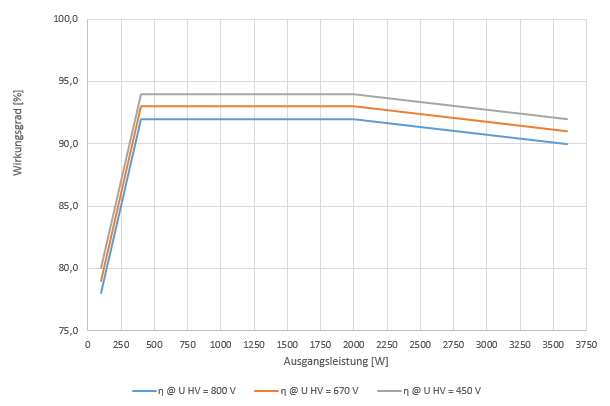 100,0
95,0
90,0
85,0
80,0
75,0
Wirkungsgrad [%]
0 250 500 750 1000 1250 1500 1750 2000 2250 2500 2750 3000 3250 3500 3750
Ausgangsleistung [W]
η @ U HV = 800 V η @ U HV = 670 V η @ U HV = 450 V